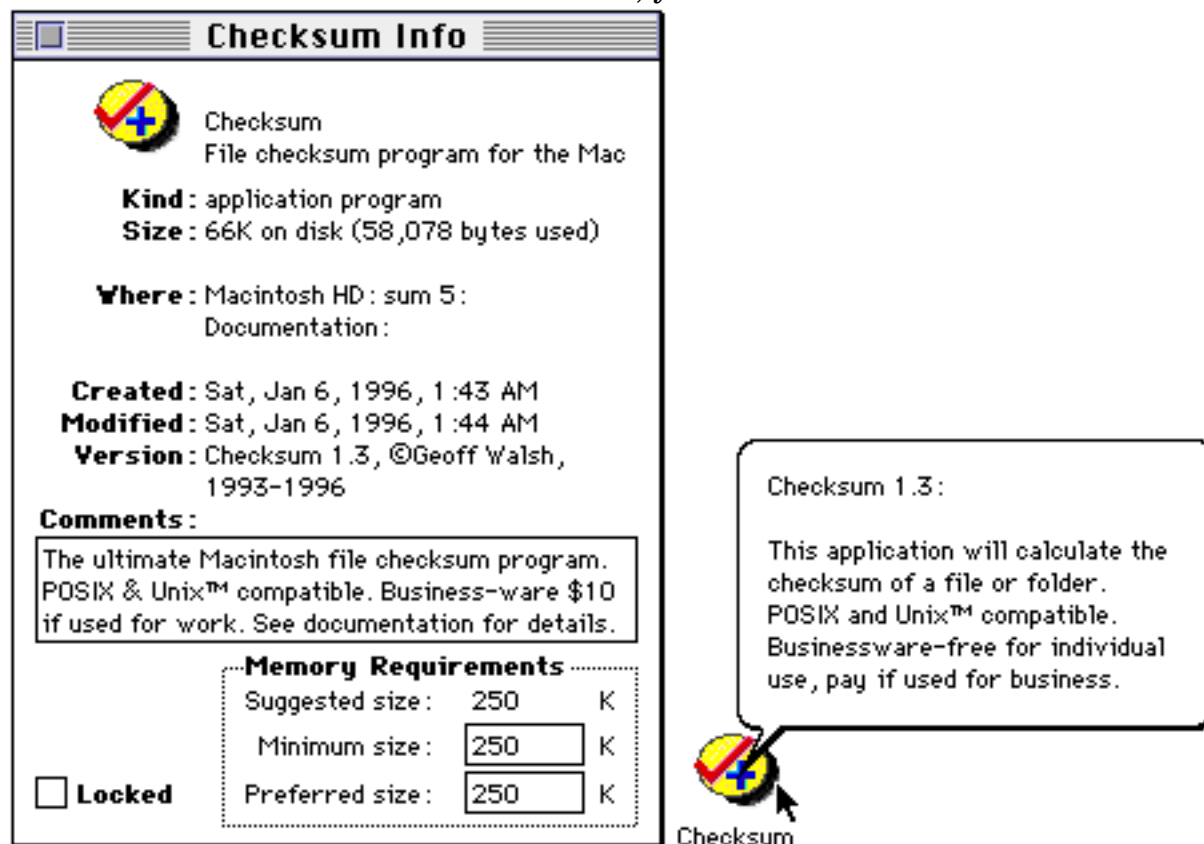 Checksum Info
Checksum
File checksum program for the Mac
Kind: application program
Size: 66K on disk (58,078 bytes used)
Where: Macintosh HD: sum 5:
Documentation:
Created: Sat, Jan 6, 1996, 1:43 AM
Modified: Sat, Jan 6, 1996, 1:44 AM
Version: Checksum 1.3, ©Geoff Walsh,
1993-1996
Comments:
The ultimate Macintosh file checksum program.
POSIX & Unix™ compatible. Business-ware $10
if used for work. See documentation for details.
Memory Requirements
Suggested size: 250 K
Minimum size: 250 K
Preferred size: 250 K
Locked
Checksum 1.3:
This application will calculate the
checksum of a file or folder.
POSIX and Unix™ compatible.
Businessware-free for individual
use, pay if used for business.
Checksum